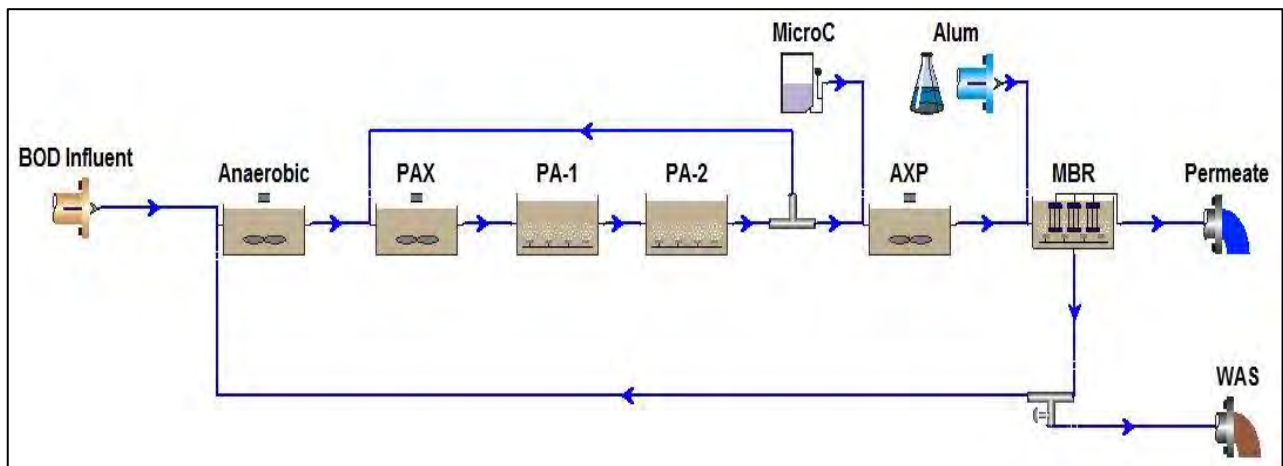 MicroC
Alum
BOD Influent
Anaerobic
PAX
PA-1
PA-2
AXP
MBR
Permeate
WAS